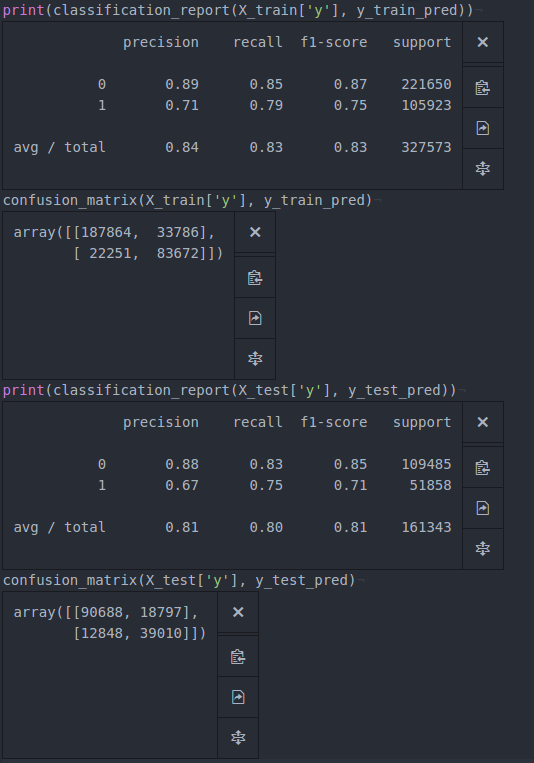 print(classification_report(X_train['y'], y_train_pred))¬
precision recall f1-score support
0 0.89 0.85 0.87 221650
1 0.71 0.79 0.75 105923
avg / total 0.84 0.83 0.83 327573
confusion_matrix(X_train['y'], y_train_pred)¬
array([[187864, 33786],
[ 22251, 83672]])
print(classification_report(X_test['y'], y_test_pred))¬
precision recall f1-score support
0 0.88 0.83 0.85 109485
1 0.67 0.75 0.71 51858
avg / total 0.81 0.80 0.81 161343
confusion_matrix(X_test['y'], y_test_pred)¬
array([[90688, 18797],
[12848, 39010]])